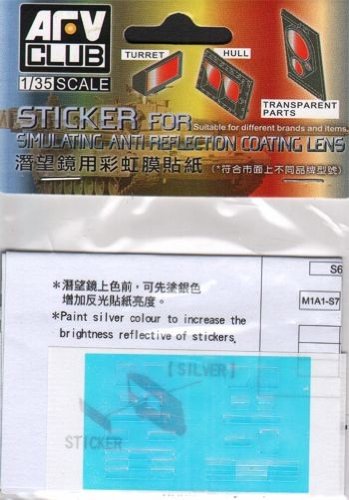 AFV
CLUB
1/35 SCALE
TURRET
HULL
TRANSPARENT
PARTS
STICKER FOR
Suitable for different brands and items.
SIMULATING ANTI REFLECTION COATING LENS
潛望鏡用彩虹膜貼紙 (*符合市面上不同品牌型號)
*潛望鏡上色前，可先塗銀色
增加反光貼紙亮度。
*Paint silver colour to increase the
brightness reflective of stickers.
S6
M1A1-S7
[SILVER]
STICKER